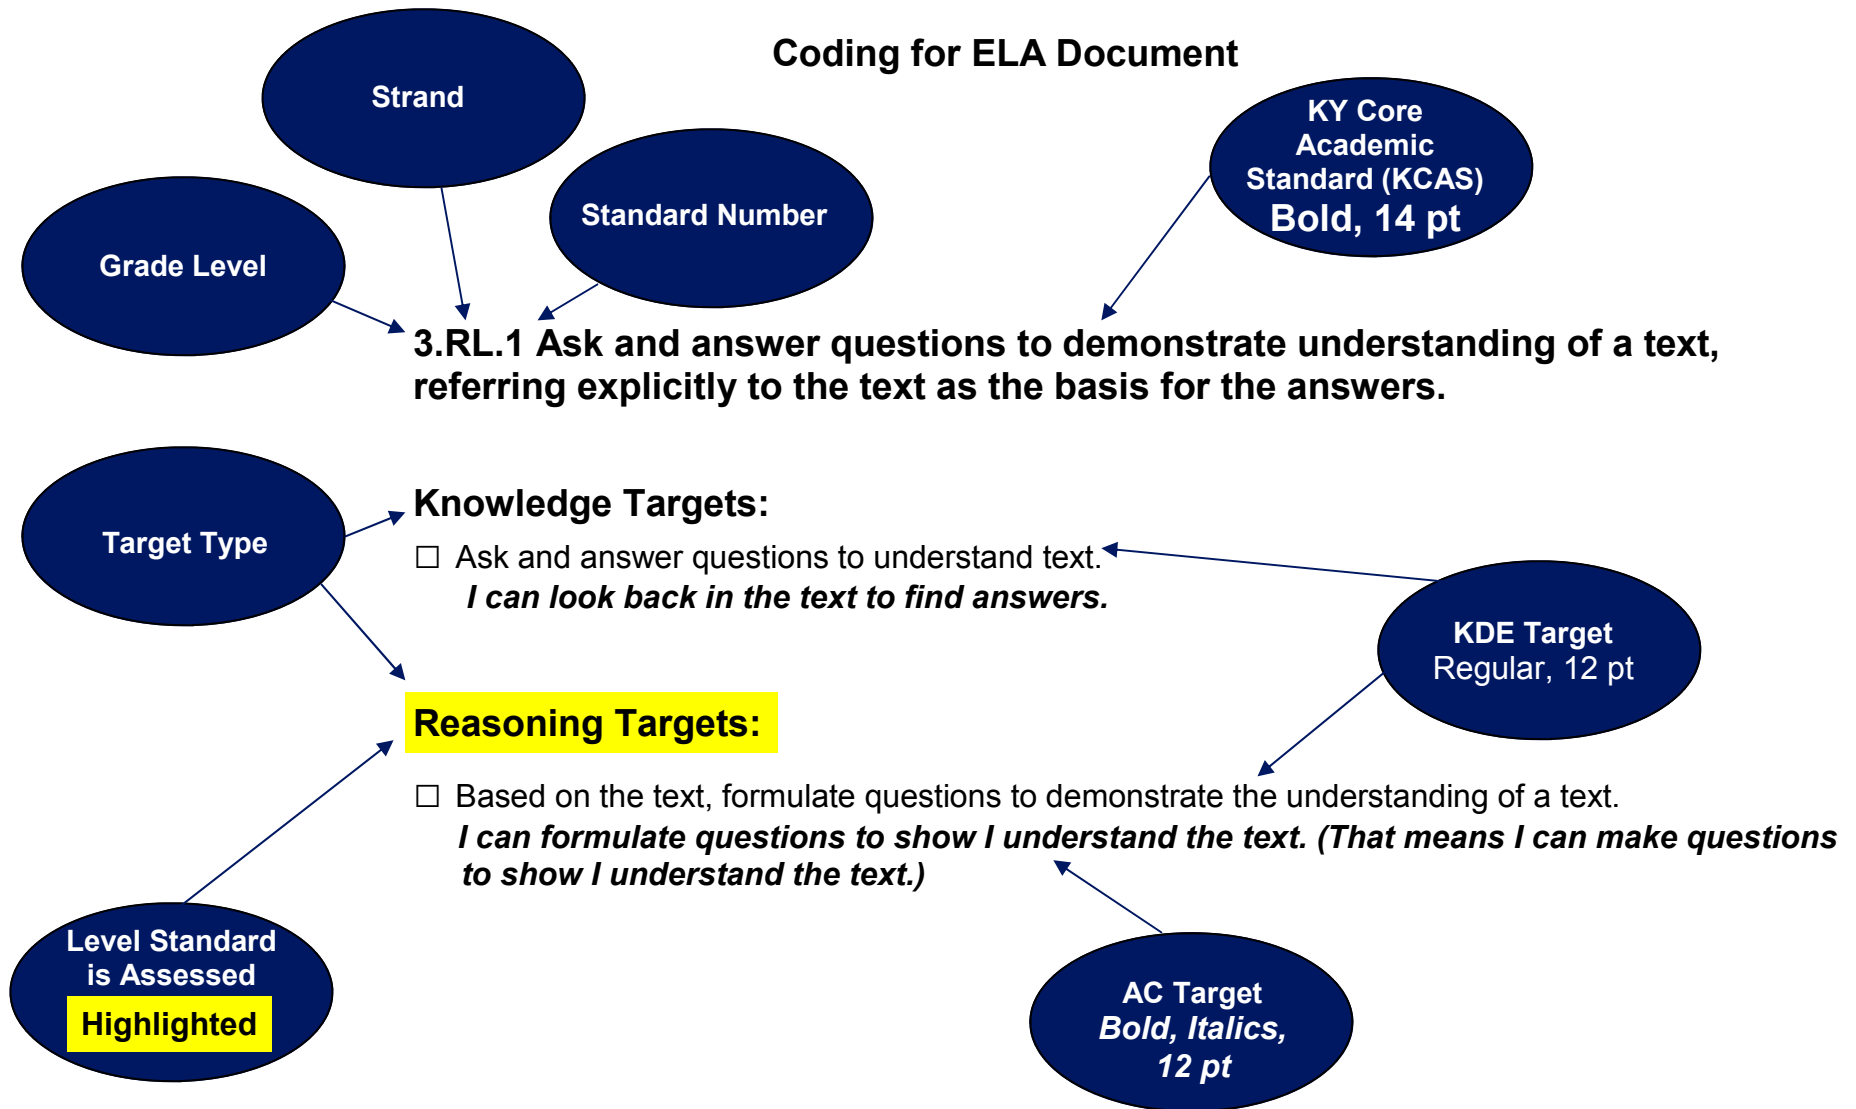 Coding for ELA Document
Strand
KY Core
Academic
Standard (KCAS)
Bold, 14 pt
Standard Number
Grade Level
3.RL.1 Ask and answer questions to demonstrate understanding of a text,
referring explicitly to the text as the basis for the answers.
Target Type
Knowledge Targets:
☐ Ask and answer questions to understand text.
I can look back in the text to find answers.
KDE Target
Regular, 12 pt
Reasoning Targets:
☐ Based on the text, formulate questions to demonstrate the understanding of a text.
I can formulate questions to show I understand the text. (That means I can make questions
to show I understand the text.)
Level Standard
is Assessed
Highlighted
AC Target
Bold, Italics,
12 pt